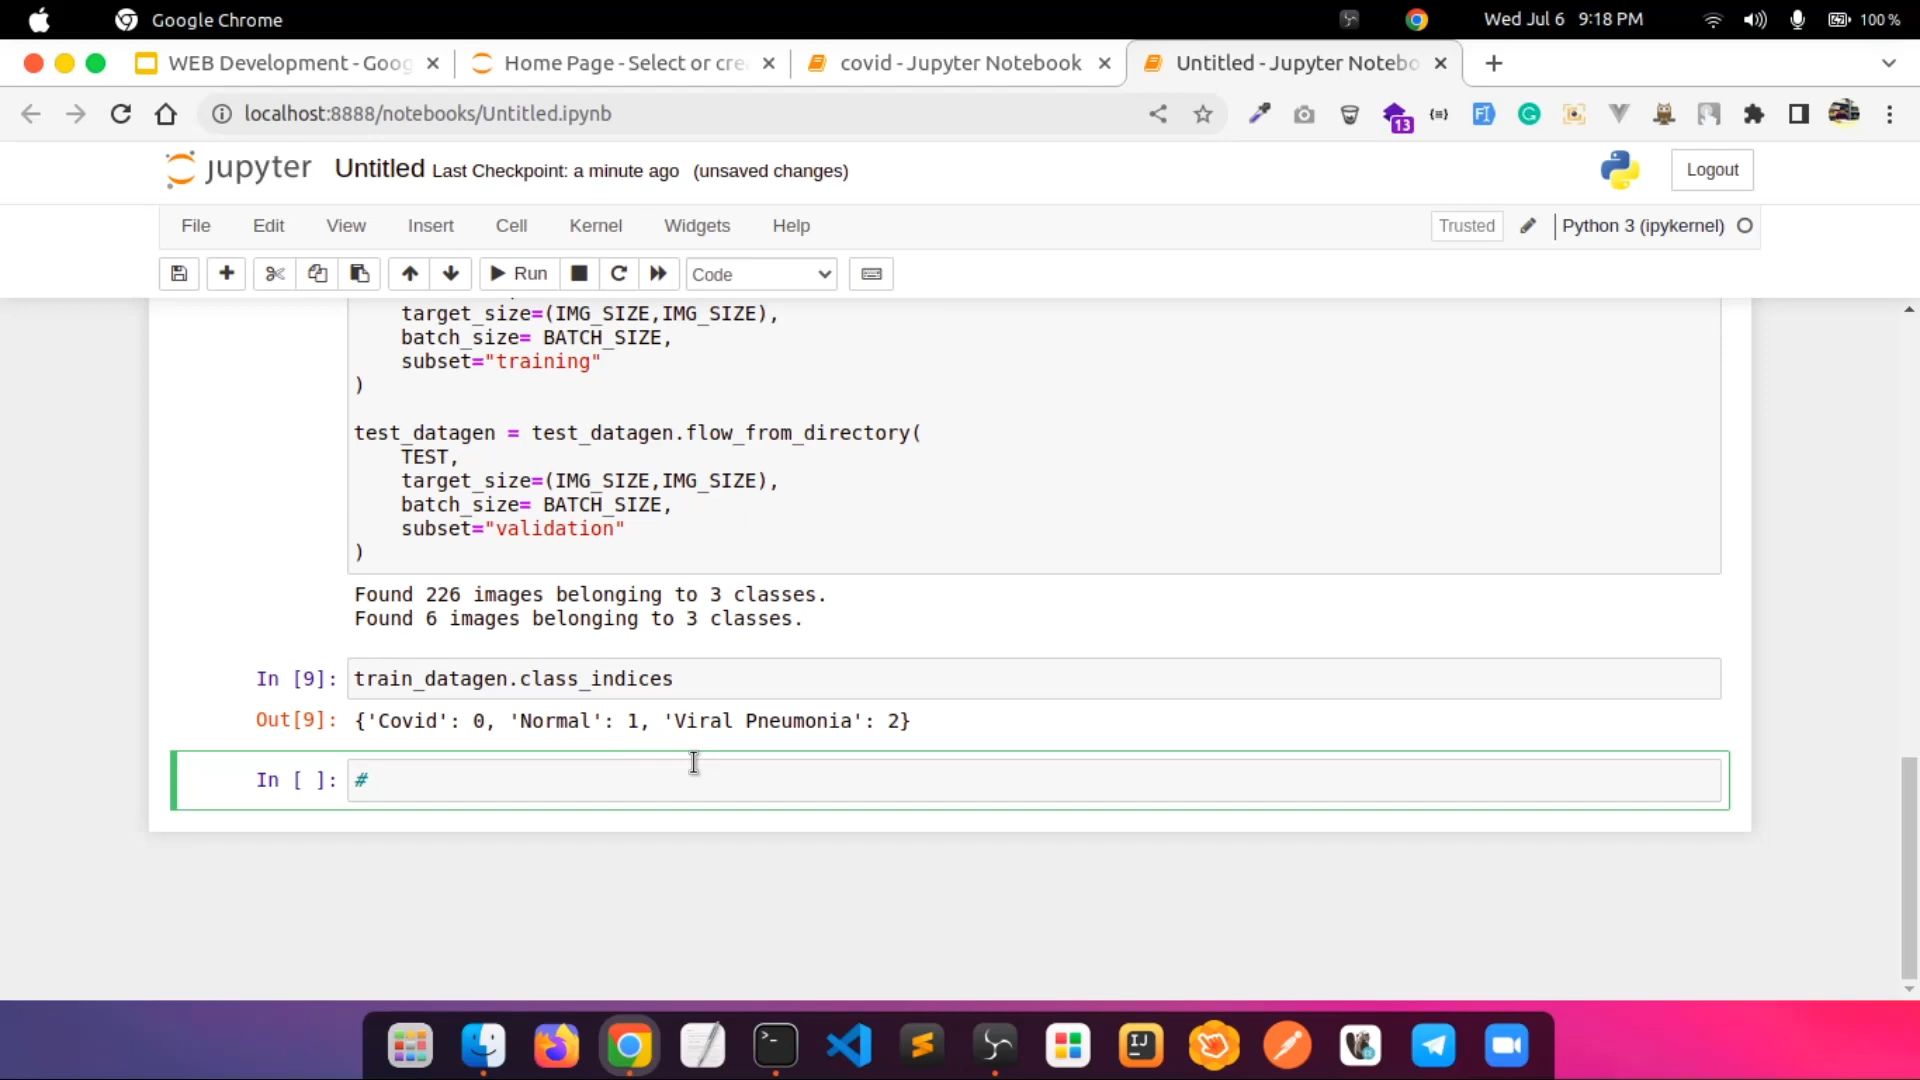 Google Chrome
Wed Jul 6 9:18 PM
100 %
WEB Development - Goog
Home Page - Select or cre
covid - Jupyter Notebook
Untitled - Jupyter Notebo
localhost:8888/notebooks/Untitled.ipynb
13
jupyter
Untitled Last Checkpoint: a minute ago (unsaved changes)
Logout
File Edit View Insert Cell Kernel Widgets Help
Trusted
Python 3 (ipykernel)
Run
Code
target_size=(IMG_SIZE,IMG_SIZE),
batch_size= BATCH_SIZE,
subset="training"
)
test_datagen = test_datagen.flow_from_directory(
TEST,
target_size=(IMG_SIZE,IMG_SIZE),
batch_size= BATCH_SIZE,
subset="validation"
)
Found 226 images belonging to 3 classes.
Found 6 images belonging to 3 classes.
In [9]: train_datagen.class_indices
Out[9]: {'Covid': 0, 'Normal': 1, 'Viral Pneumonia': 2}
In [ ]: #
IJ